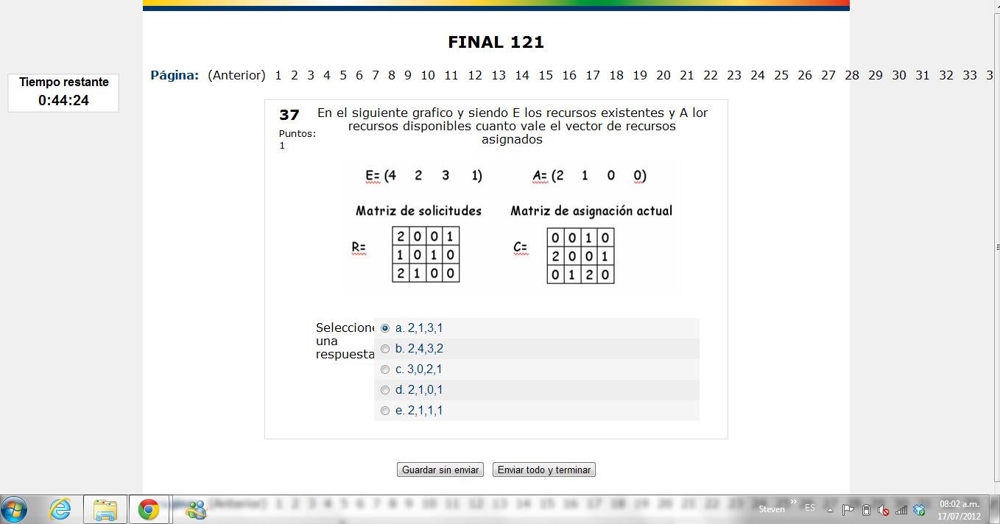 FINAL 121
Página: (Anterior) 1 2 3 4 5 6 7 8 9 10 11 12 13 14 15 16 17 18 19 20 21 22 23 24 25 26 27 28 29 30 31 32 33 3
Tiempo restante
0:44:24
37
Puntos:
1
En el siguiente grafico y siendo E los recursos existentes y A lor
recursos disponibles cuanto vale el vector de recursos
asignados
E= (4 2 3 1) A= (2 1 0 0)
Matriz de solicitudes Matriz de asignación actual
R=
2 0 0 1
1 0 1 0
2 1 0 0
C=
0 0 1 0
2 0 0 1
0 1 2 0
Seleccione
una
respuesta
a. 2,1,3,1
b. 2,4,3,2
c. 3,0,2,1
d. 2,1,0,1
e. 2,1,1,1
Guardar sin enviar Enviar todo y terminar
Steven » ES 08:02 a.m.
17/07/2012